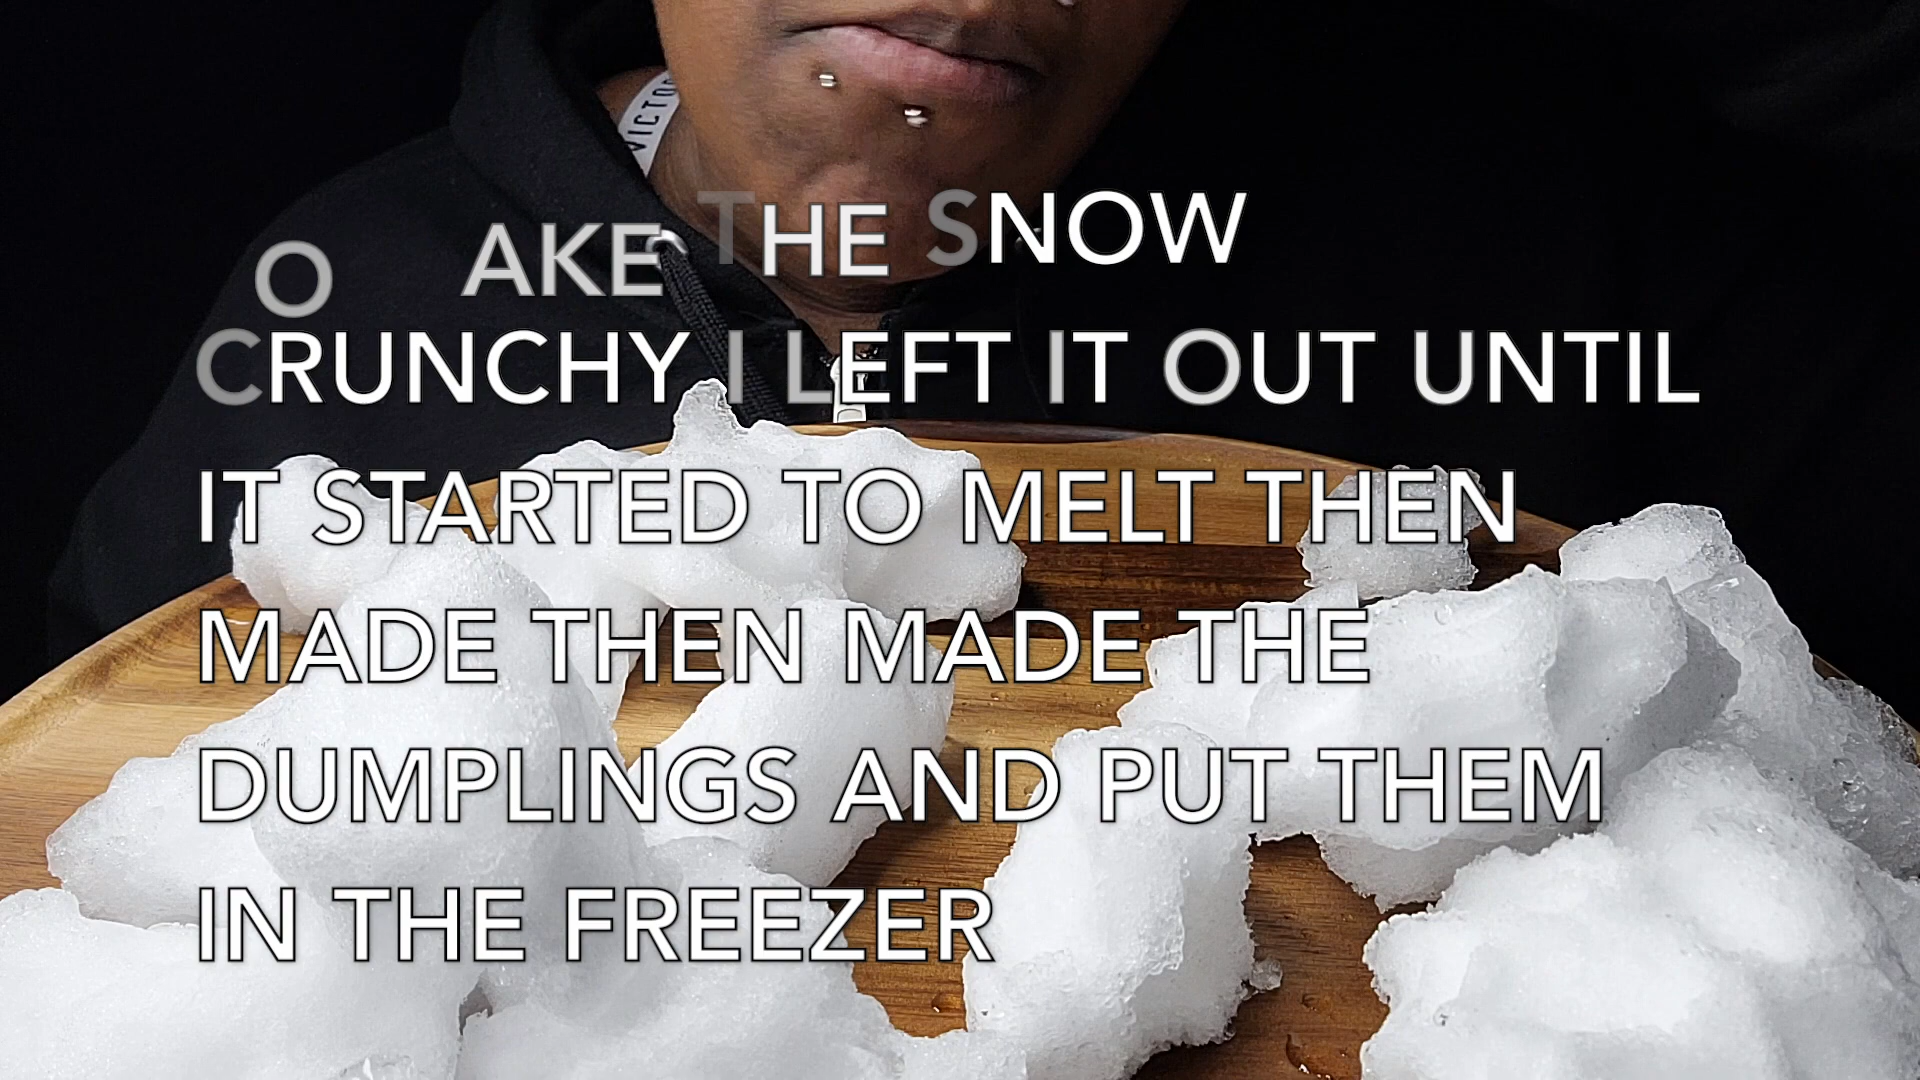 O AKE THE SNOW
CRUNCHY I LEFT IT OUT UNTIL
IT STARTED TO MELT THEN
MADE THEN MADE THE
DUMPLINGS AND PUT THEM
IN THE FREEZER
VICTO